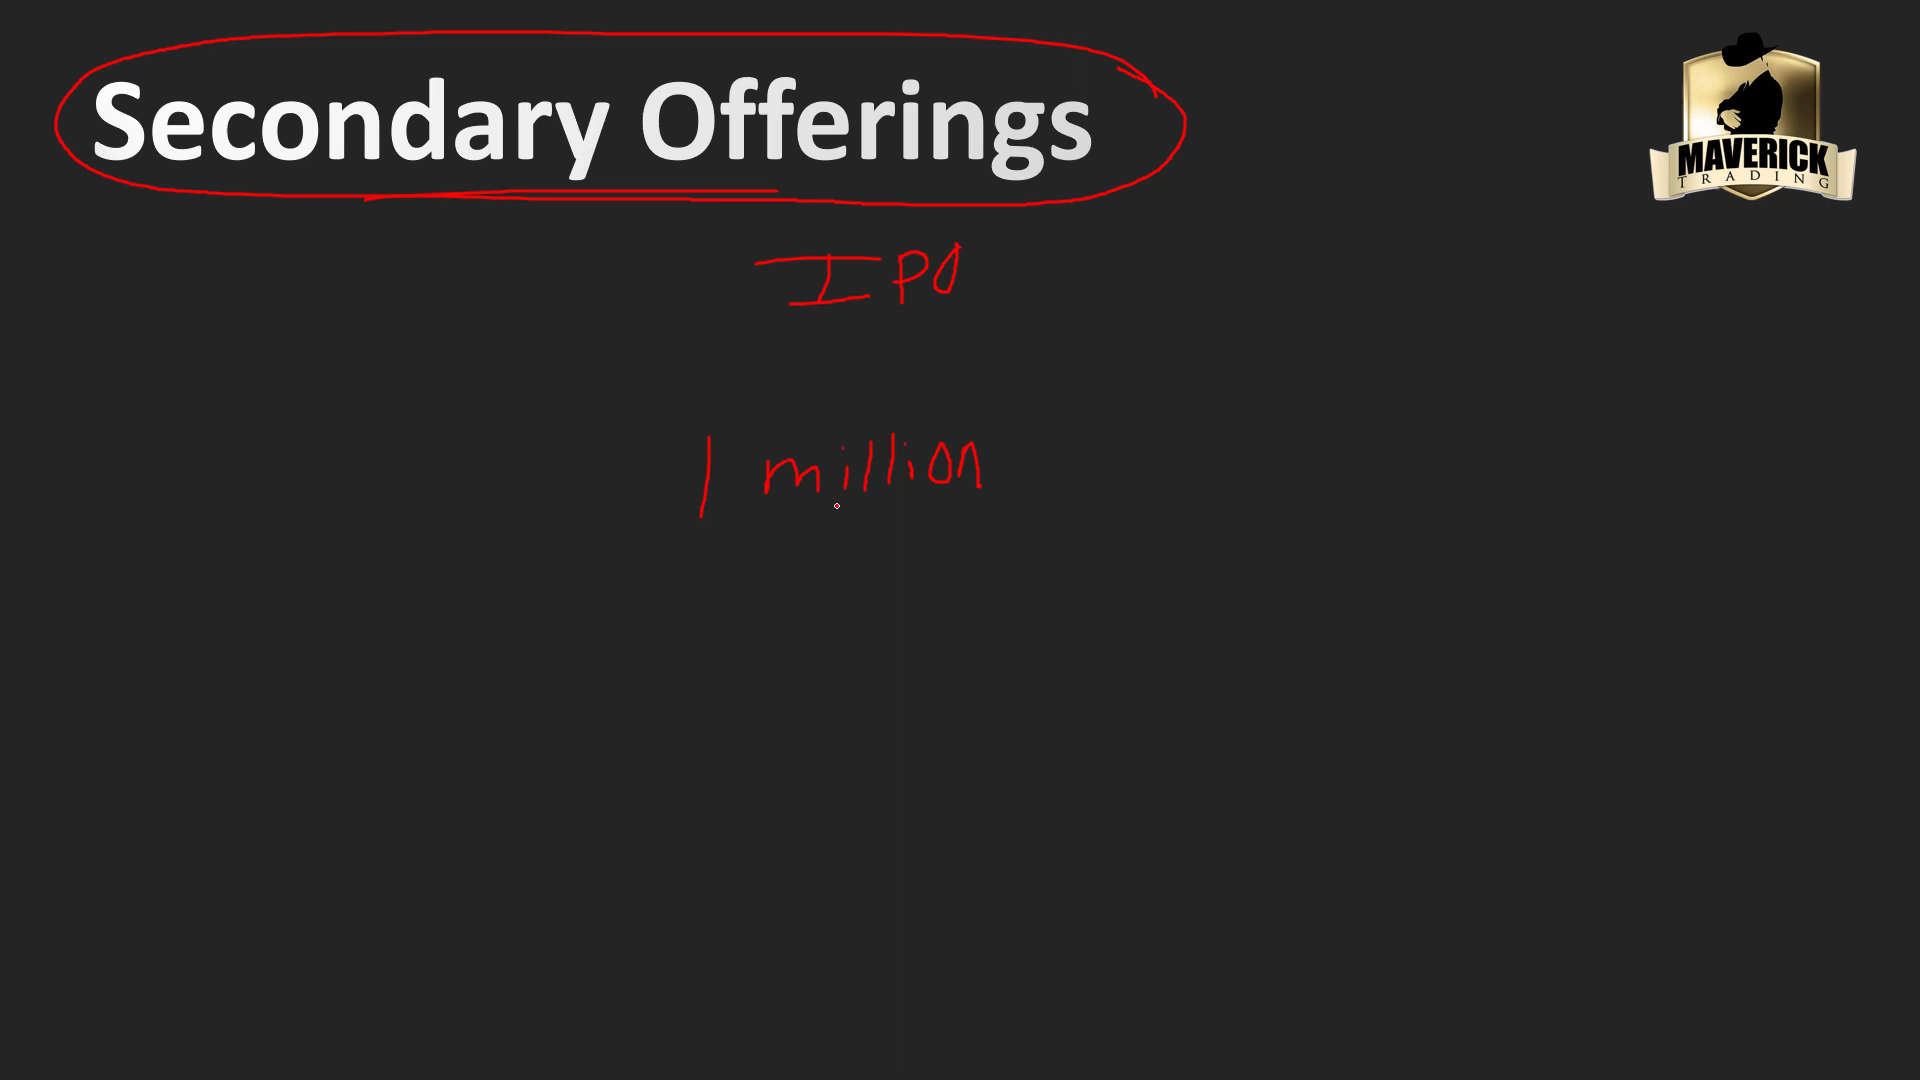 Secondary Offerings
MAVERICK
TRADING
IPO
1 million